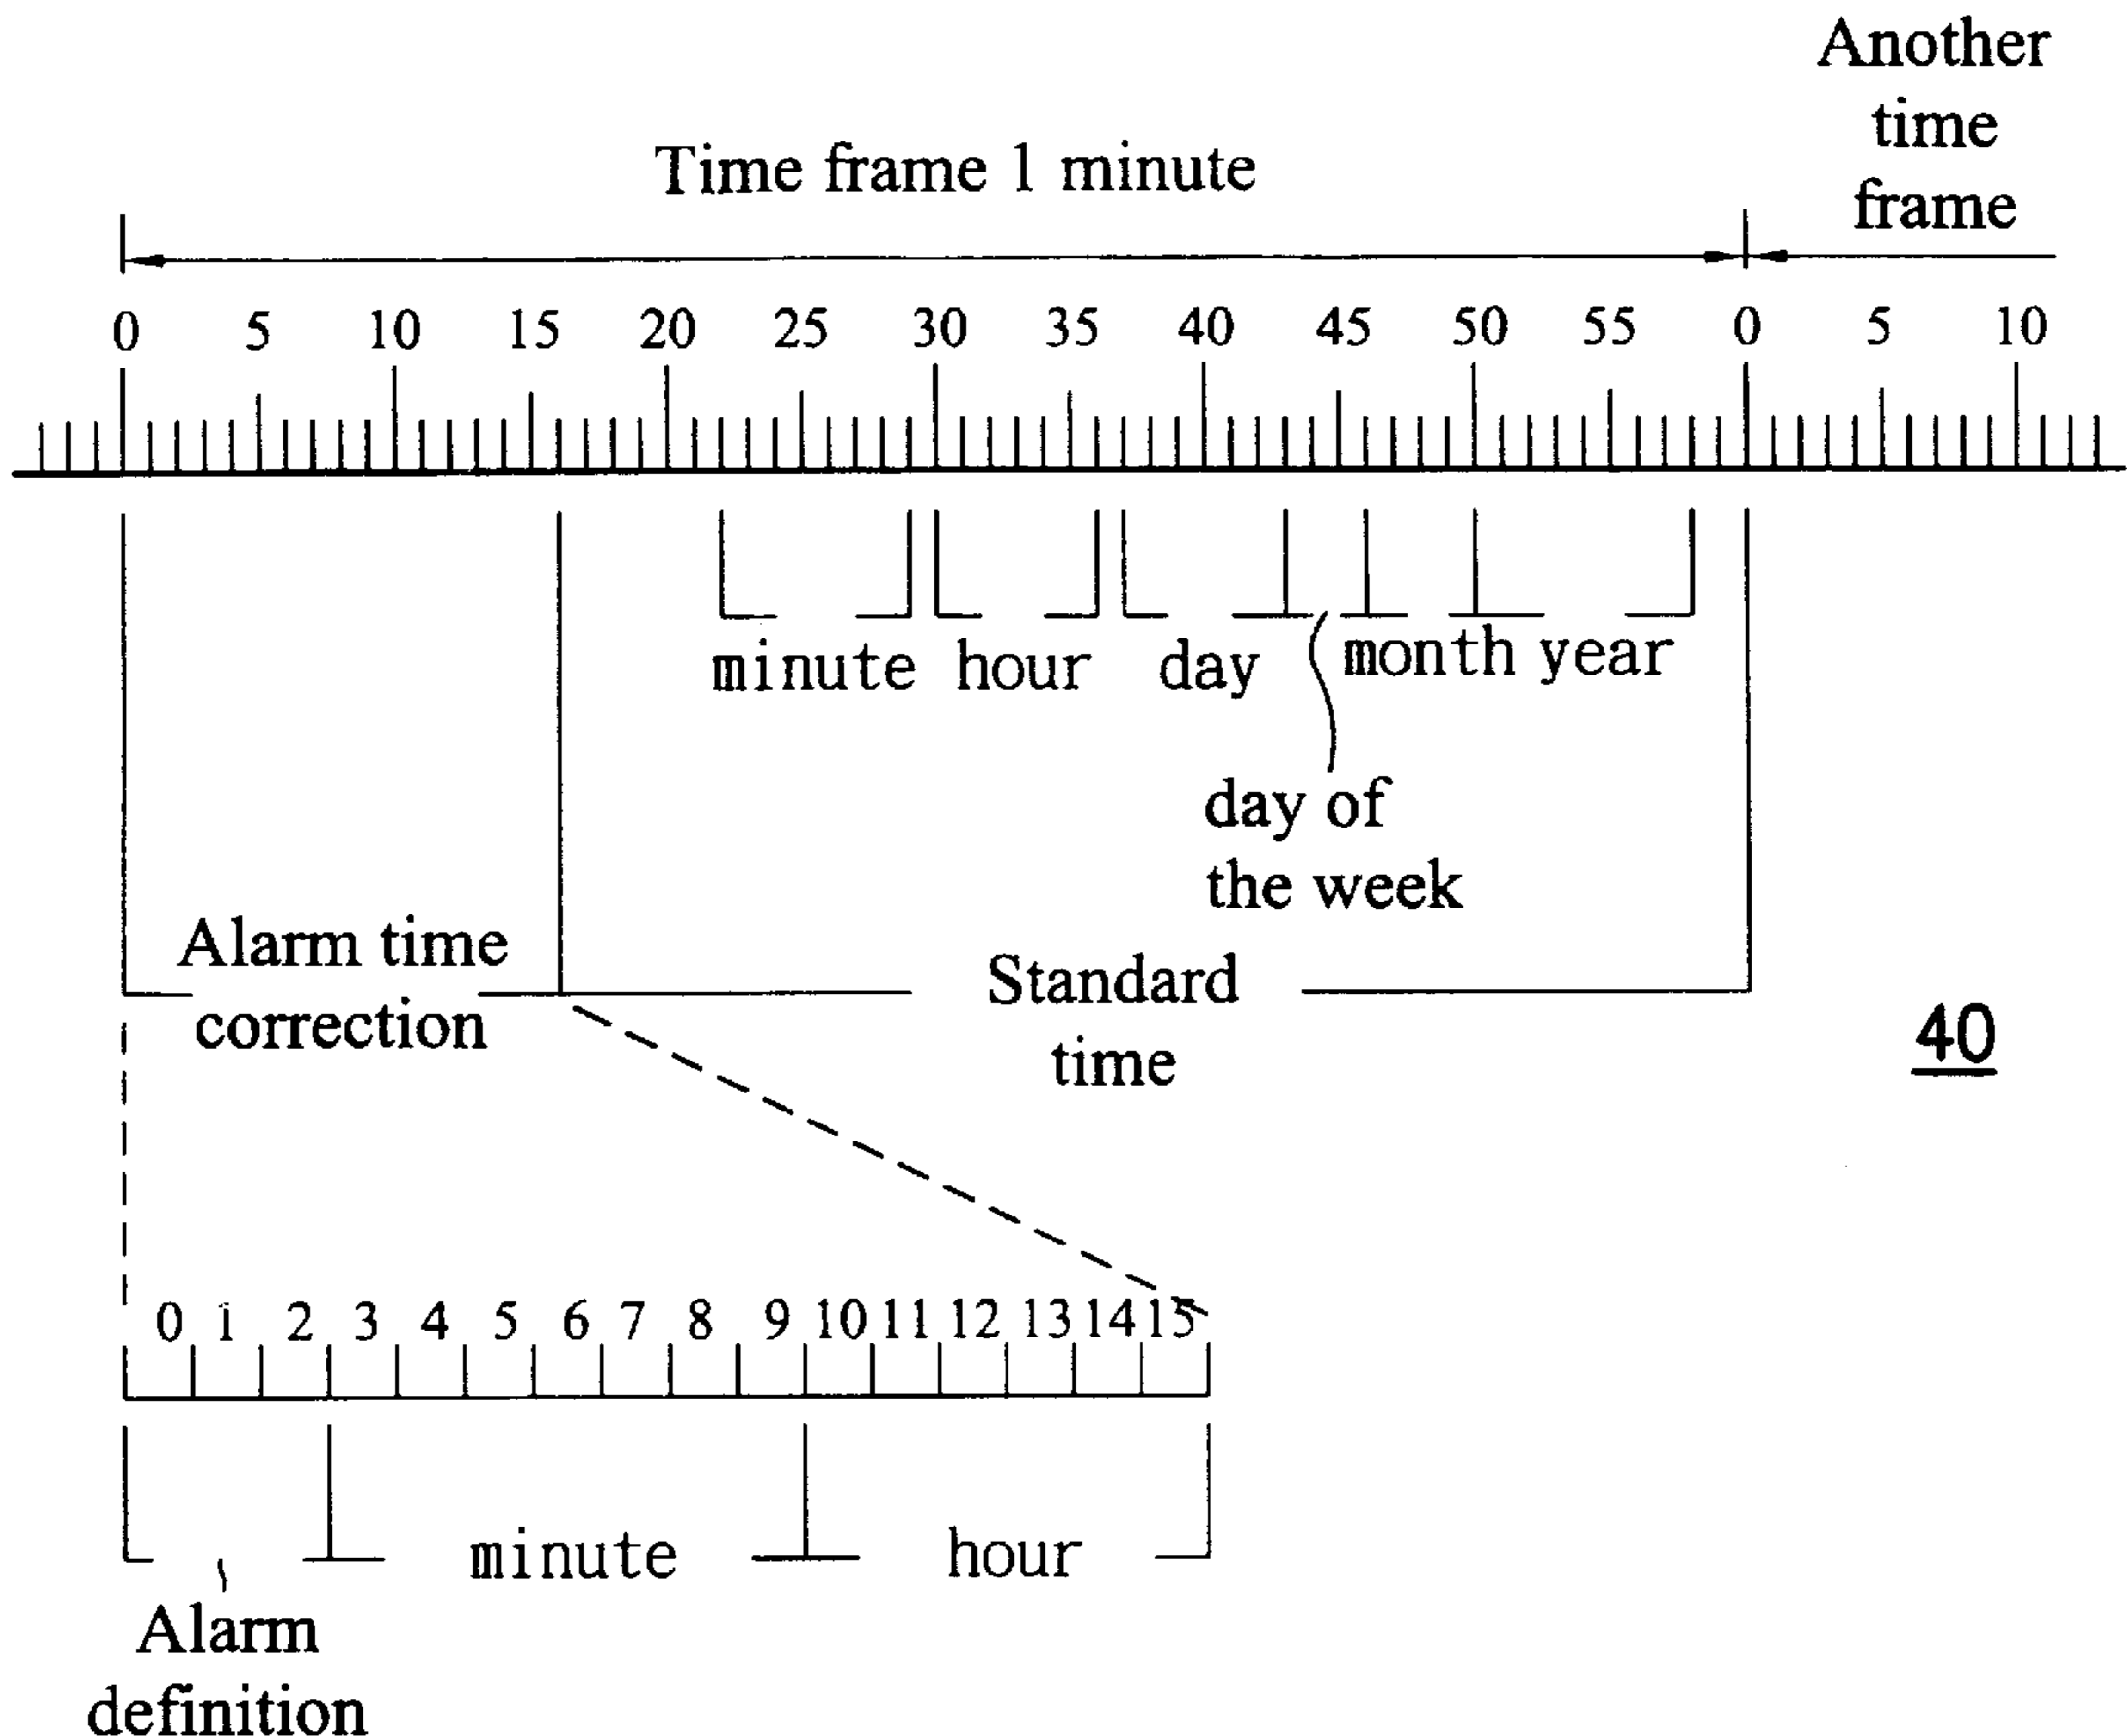 Another
time
frame
Time frame 1 minute
0 5 10 15 20 25 30 35 40 45 50 55 0 5 10
minute hour day month year
day of
the week
Alarm time
correction
Standard
time
40
0 1 2 3 4 5 6 7 8 9 10 11 12 13 14 15
minute hour
Alarm
definition